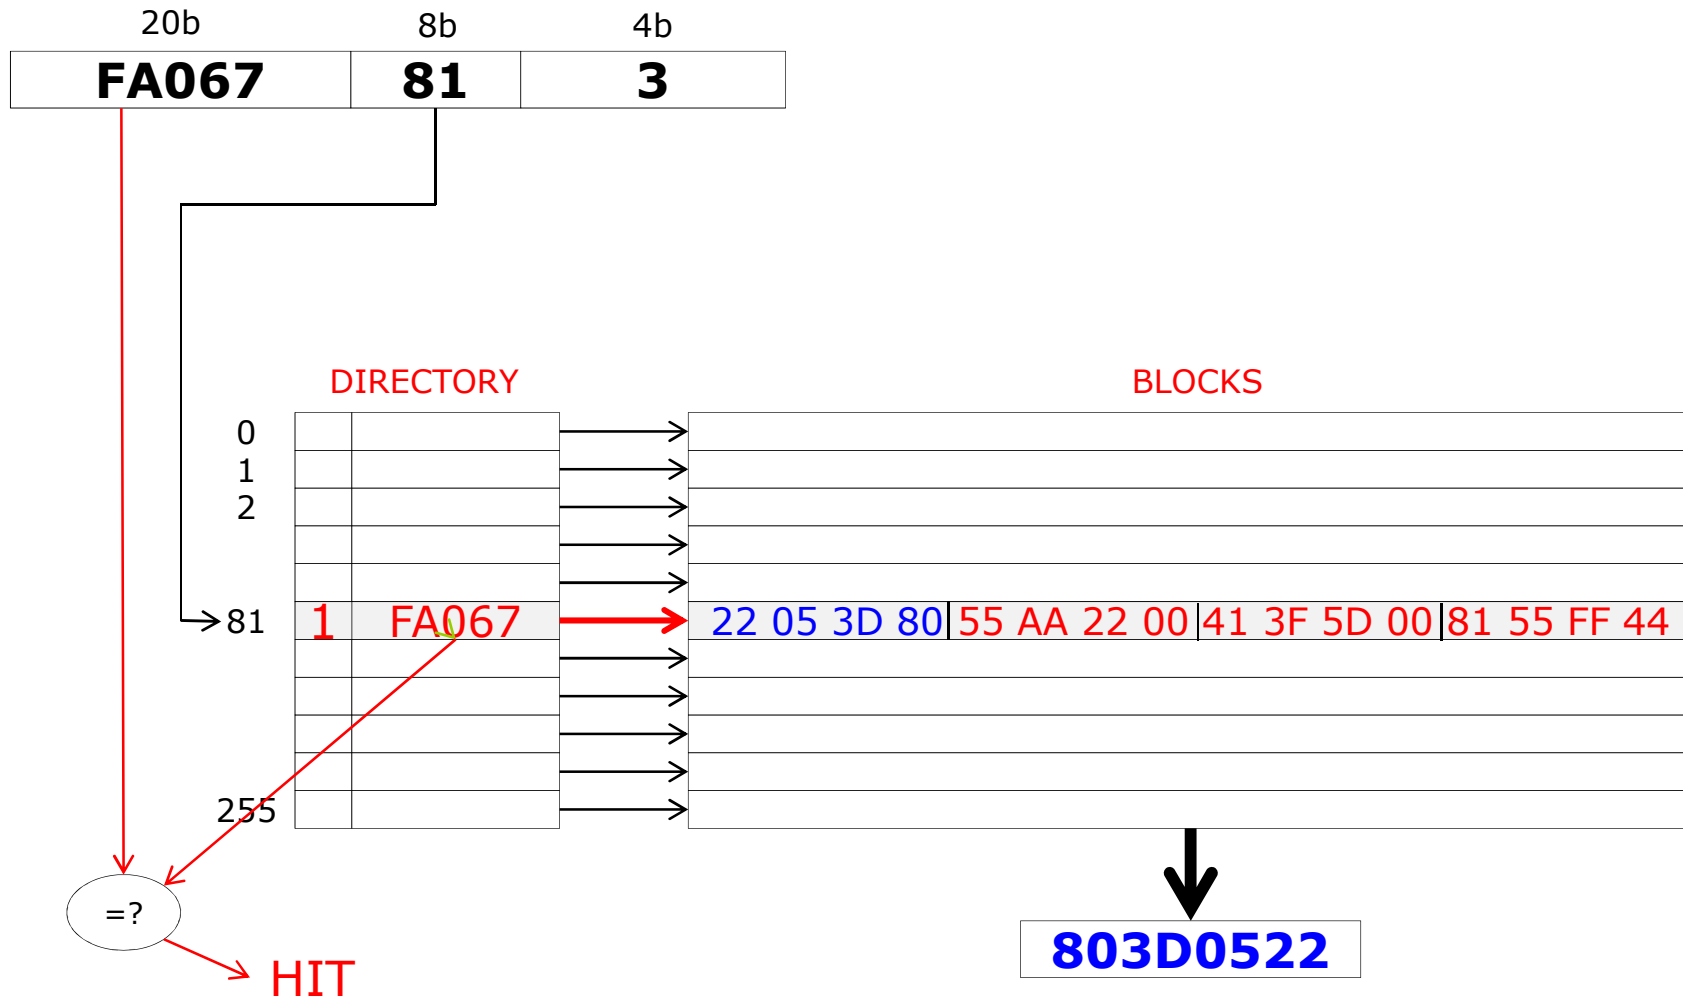 20b 8b 4b
FA067 81 3
DIRECTORY BLOCKS
0
1
2
81 1 FA067 22 05 3D 80 55 AA 22 00 41 3F 5D 00 81 55 FF 44
255
=?
803D0522
HIT